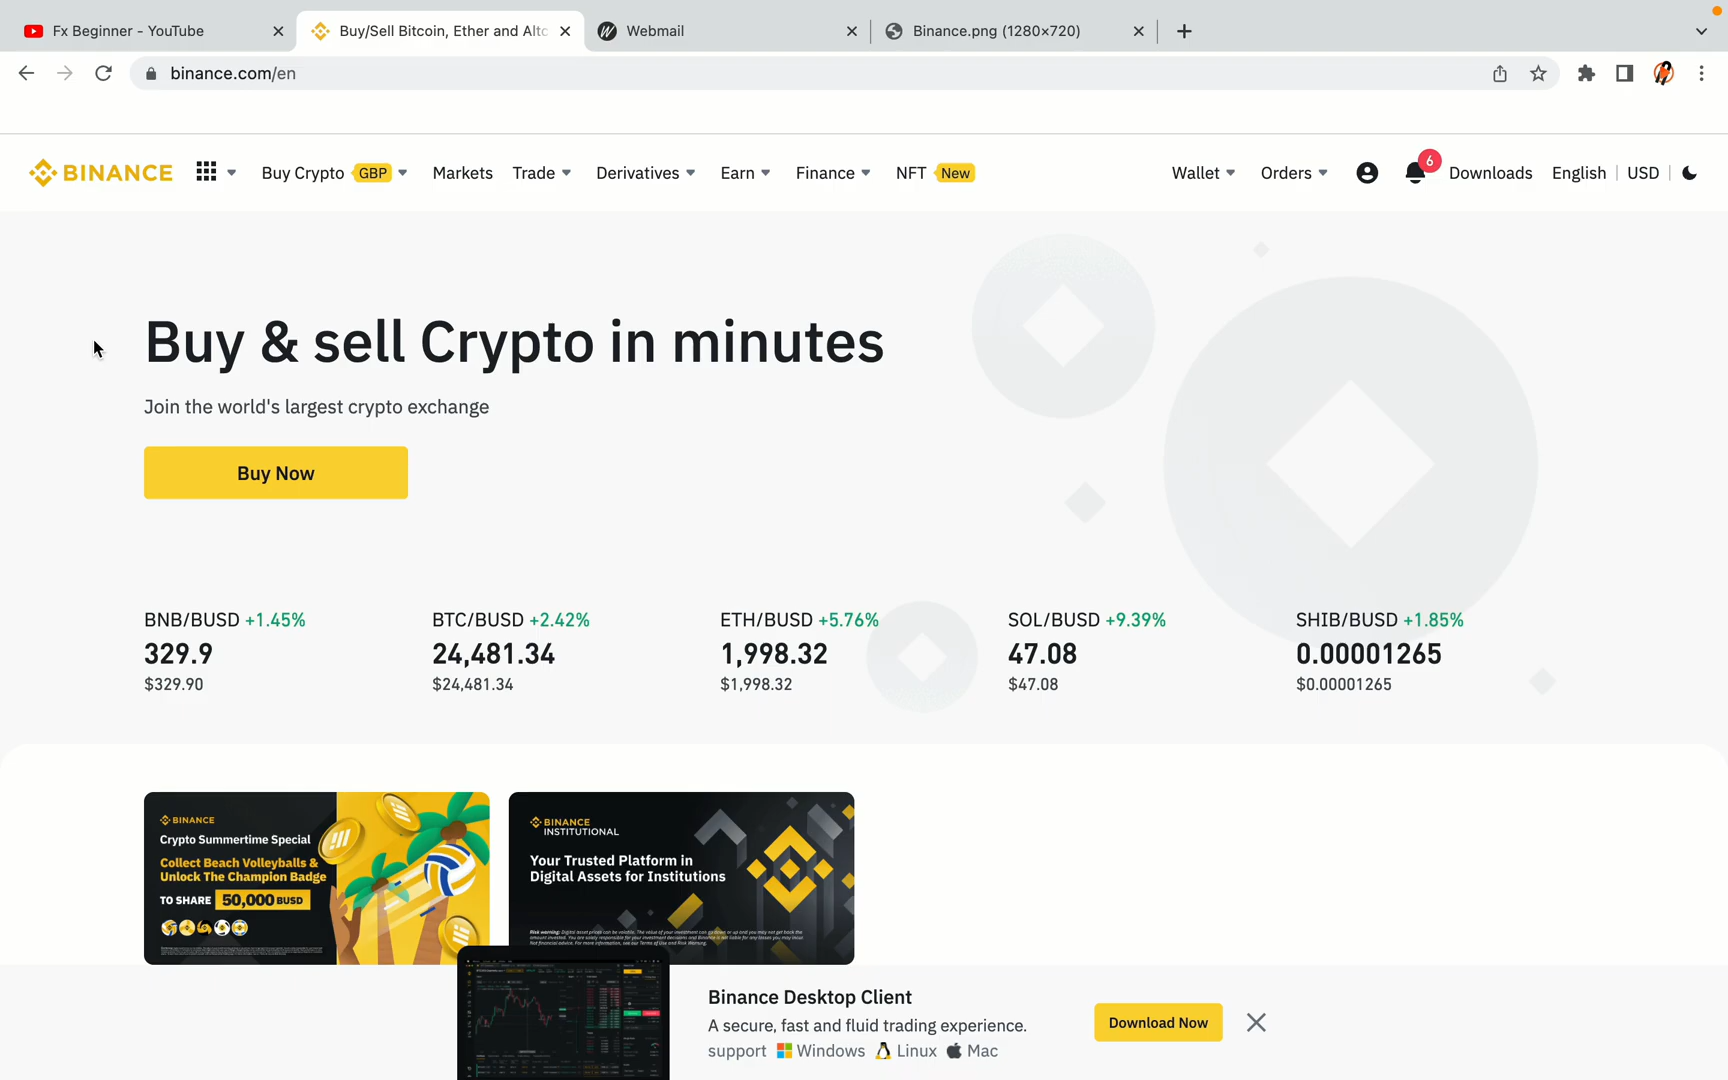 Fx Beginner - YouTube
Buy/Sell Bitcoin, Ether and Altc
Webmail
Binance.png (1280×720)
binance.com/en
BINANCE
Buy Crypto GBP
Markets
Trade
Derivatives
Earn
Finance
NFT New
Wallet
Orders
6
Downloads
English
USD
Buy & sell Crypto in minutes
Join the world's largest crypto exchange
Buy Now
BNB/BUSD +1.45%
329.9
$329.90
BTC/BUSD +2.42%
24,481.34
$24,481.34
ETH/BUSD +5.76%
1,998.32
$1,998.32
SOL/BUSD +9.39%
47.08
$47.08
SHIB/BUSD +1.85%
0.00001265
$0.00001265
BINANCE
Crypto Summertime Special
Collect Beach Volleyballs &
Unlock The Champion Badge
TO SHARE 50,000 BUSD
BINANCE
INSTITUTIONAL
Your Trusted Platform in
Digital Assets for Institutions
Binance Desktop Client
A secure, fast and fluid trading experience.
support Windows Linux Mac
Download Now